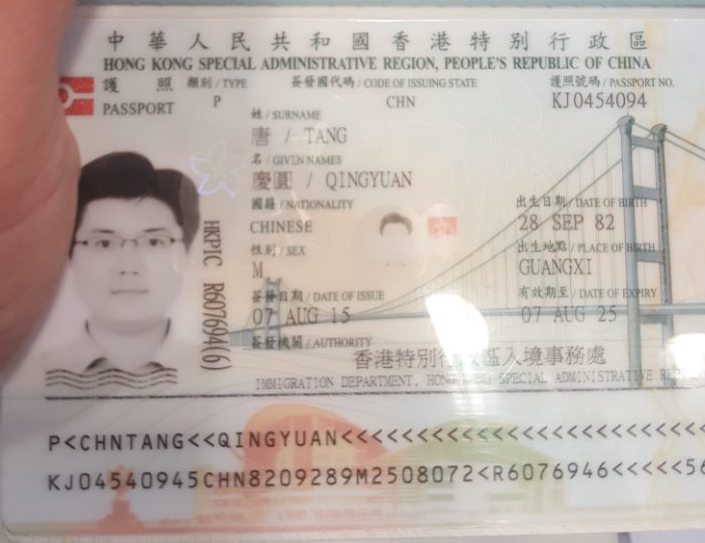 中華人民共和國香港特別行政區
HONG KONG SPECIAL ADMINISTRATIVE REGION, PEOPLE'S REPUBLIC OF CHINA
護照 類別 / TYPE 簽發國代碼 / CODE OF ISSUING STATE 護照號碼 / PASSPORT NO.
PASSPORT P CHN KJ0454094
姓 / SURNAME
唐 / TANG
名 / GIVEN NAMES
慶圓 / QINGYUAN
國籍 / NATIONALITY 出生日期 / DATE OF BIRTH
CHINESE 28 SEP 82
性別 / SEX 出生地點 / PLACE OF BIRTH
M GUANGXI
簽發日期 / DATE OF ISSUE 有效期至 / DATE OF EXPIRY
07 AUG 15 07 AUG 25
簽發機關 / AUTHORITY
香港特別行 區入境事務處
IMMIGRATION DEPARTMENT, HONG KONG SPECIAL ADMINISTRATIVE
HKPIC R607694(6)
P<CHNTANG<<QINGYUAN<<<<<<<<<<<<<<<<<<<<<<
KJ04540945CHN8209289M2508072<R6076946<<<<<56